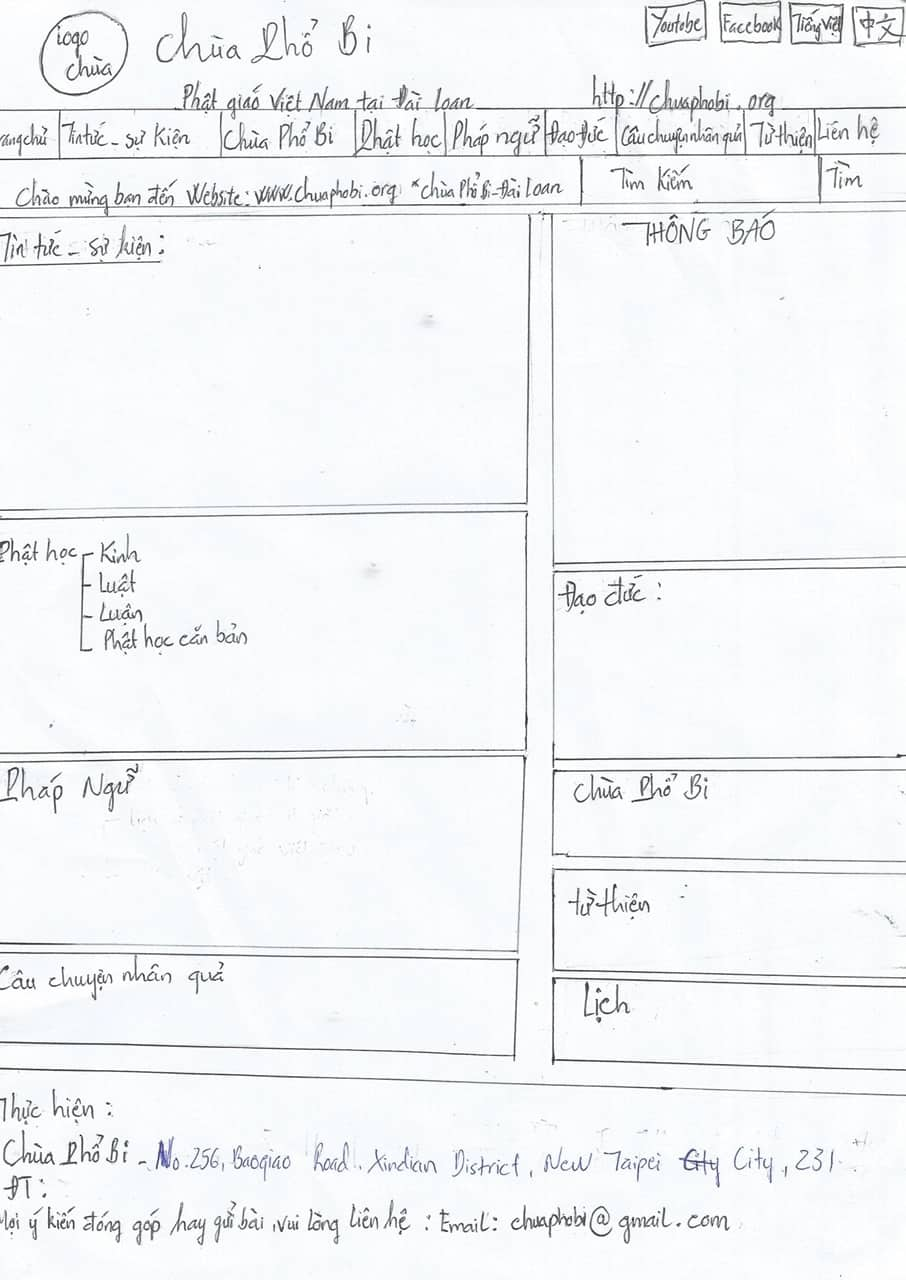 logo
chùa
Chùa Phổ Bi
Youtube
Facebook
Tiếng Việt
中文
Phật giáo Việt Nam tại Đài loan
http://chuaphobi.org
rang chủ
Tin tức - sự Kiện
Chùa Phổ Bi
Phật học
Pháp ngữ
Đạo Đức
Câu chuyện nhân quả
Từ thiện
Liên hệ
Chào mừng bạn đến Website: www.chuaphobi.org *chùa Phổ Bi-Đài loan
Tìm Kiếm
Tìm
Tin tức - sự kiện :
THÔNG BÁO
Phật học - Kinh
- Luật
- Luận
Phật học căn bản
Đạo đức :
Pháp Ngữ
Chùa Phổ Bi
từ thiện
Câu chuyện nhân quả
Lịch
Thực hiện :
Chùa Phổ Bi - No.256, Baoqiao Road. Xindian District, New Taipei City, 231
ĐT:
Mọi ý kiến đóng góp hay gửi bài, vui lòng liên hệ : Email: chuaphobi@gmail.com